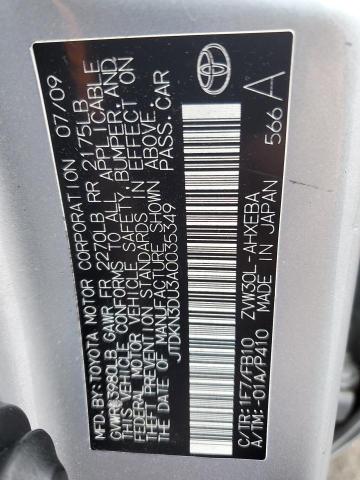 MFD.BY:TOYOTA MOTOR CORPORATION 07/09
GVWR 3980LB GAWR FR 2270LB RR 2175LB
THIS VEHICLE CONFORMS TO ALL APPLICABLE
FEDERAL MOTOR VEHICLE SAFETY, BUMPER, AND
THEFT PREVENTION STANDARDS IN EFFECT ON
THE DATE OF MANUFACTURE SHOWN ABOVE.
JTDKN3DU3A0035349 PASS.CAR
C/TR:1F7/FB10 ZVW30L-AHXEBA
A/TM:-01A/P410 MADE IN JAPAN
566 A
TOYOTA